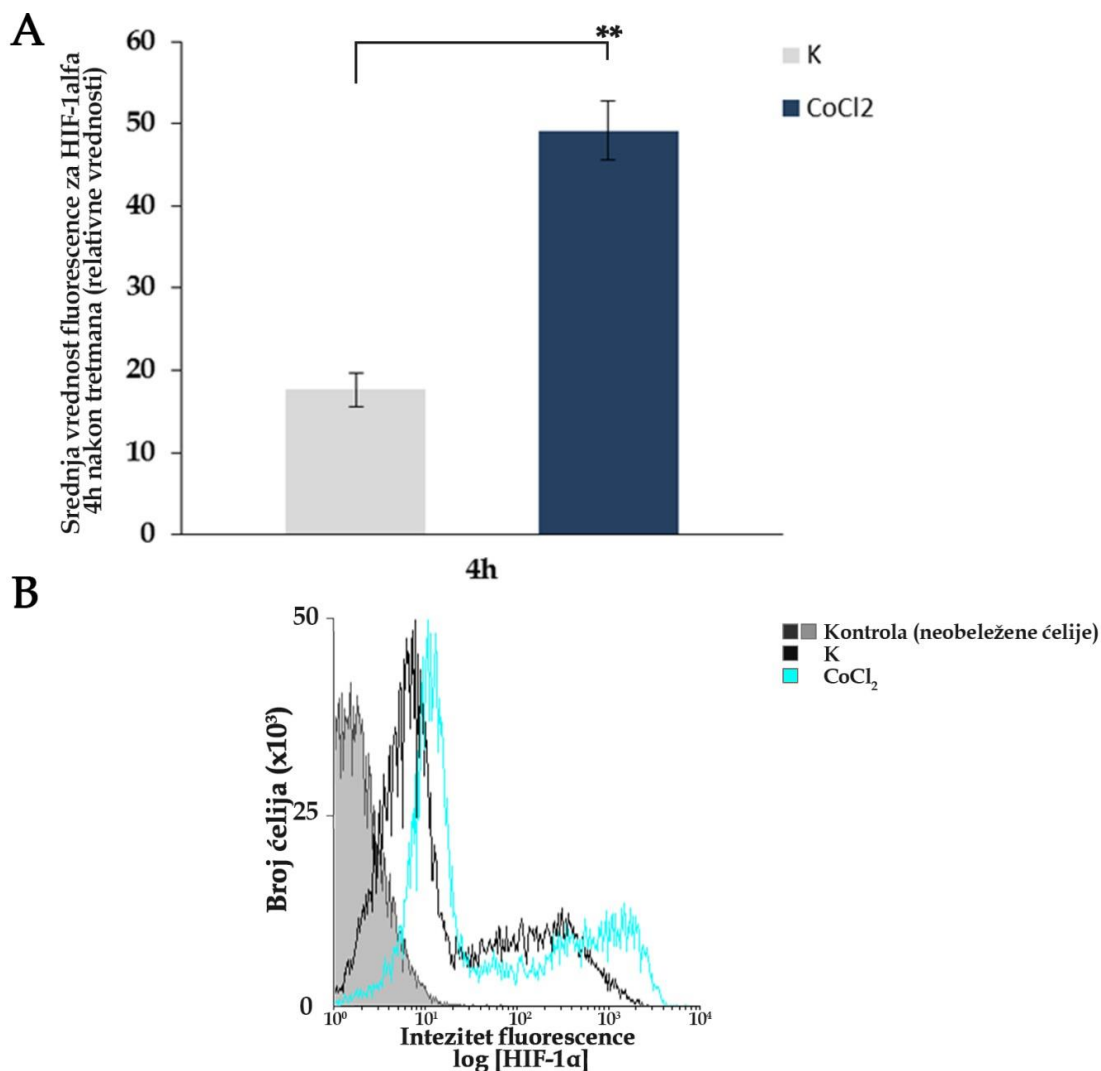 A
Srednja vrednost fluorescence za HIF-1alfa
4h nakon tretmana (relativne vrednosti)
60
50
40
30
20
10
0
**
K
CoCl2
4h
B
Broj ćelija (x10³)
50
25
0
10⁰ 10¹ 10² 10³ 10⁴
Intezitet fluorescence
log [HIF-1α]
Kontrola (neobeležene ćelije)
K
CoCl₂